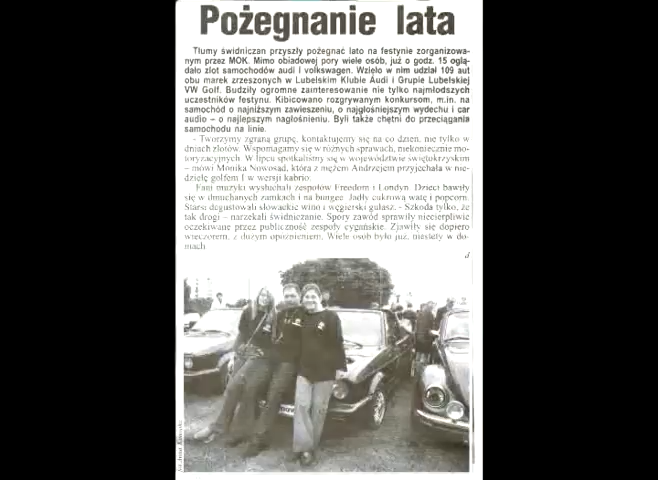 Pożegnanie lata
Tłumy świdniczan przyszły pożegnać lato na festynie zorganizowa-
nym przez MOK. Mimo obiadowej pory wiele osób, już o godz. 15 oglą-
dało zlot samochodów audi i volkswagen. Wzięło w nim udział 109 aut
obu marek zrzeszonych w Lubelskim Klubie Audi i Grupie Lubelskiej
VW Golf. Budziły ogromne zainteresowanie nie tylko najmłodszych
uczestników festynu. Kibicowano rozgrywanym konkursom, m.in. na
samochód o najniższym zawieszeniu, o najgłośniejszym wydechu i car
audio – o najlepszym nagłośnieniu. Byli także chętni do przeciągania
samochodu na linie.
- Tworzymy zgraną grupę, kontaktujemy się na co dzień, nie tylko w
dniach zlotów. Wspomagamy się w różnych sprawach, niekoniecznie mo-
toryzacyjnych. W lipcu spotkaliśmy się w województwie świętokrzyskim
– mówi Monika Nowosad, która z mężem Andrzejem przyjechała w nie-
dzielę golfem I w wersji kabrio.
Fani muzyki wysłuchali zespołów Freedom i Londyn. Dzieci bawiły
się w dmuchanych zamkach i na bungee. Jadły cukrową watę i popcorn.
Starsi degustowali słowackie wino i węgierski gulasz. - Szkoda tylko, że
tak drogi – narzekali świdniczanie. Spory zawód sprawiły niecierpliwie
oczekiwane przez publiczność zespoły cygańskie. Zjawiły się dopiero
wieczorem, z dużym opóźnieniem. Wiele osób było już, niestety w do-
mach.
d